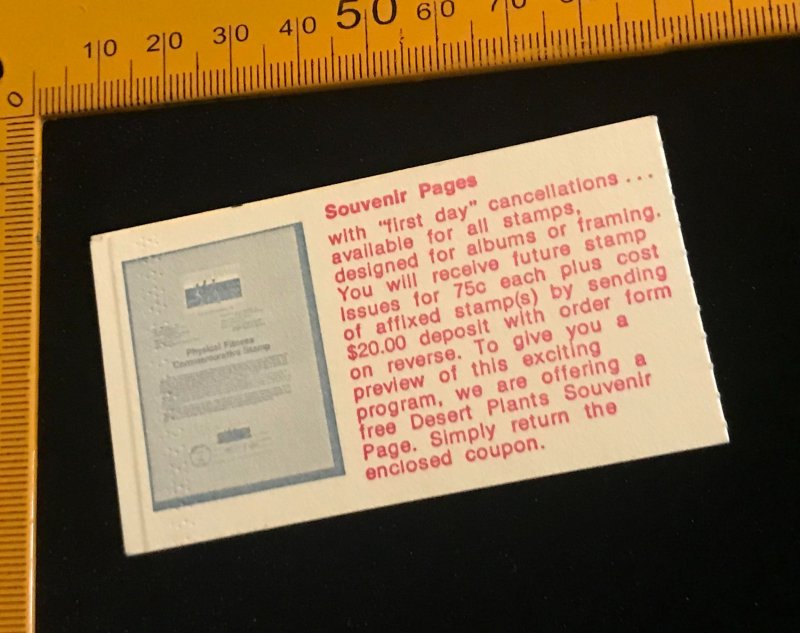 10 20 30 40 50 60
0
Souvenir Pages
with "first day" cancellations...
available for all stamps,
designed for albums or framing.
You will receive future stamp
issues for 75c each plus cost
of affixed stamp(s) by sending
$20.00 deposit with order form
on reverse. To give you a
preview of this exciting
program, we are offering a
free Desert Plants Souvenir
Page. Simply return the
enclosed coupon.
Physical Fitness
Commemorative Stamp